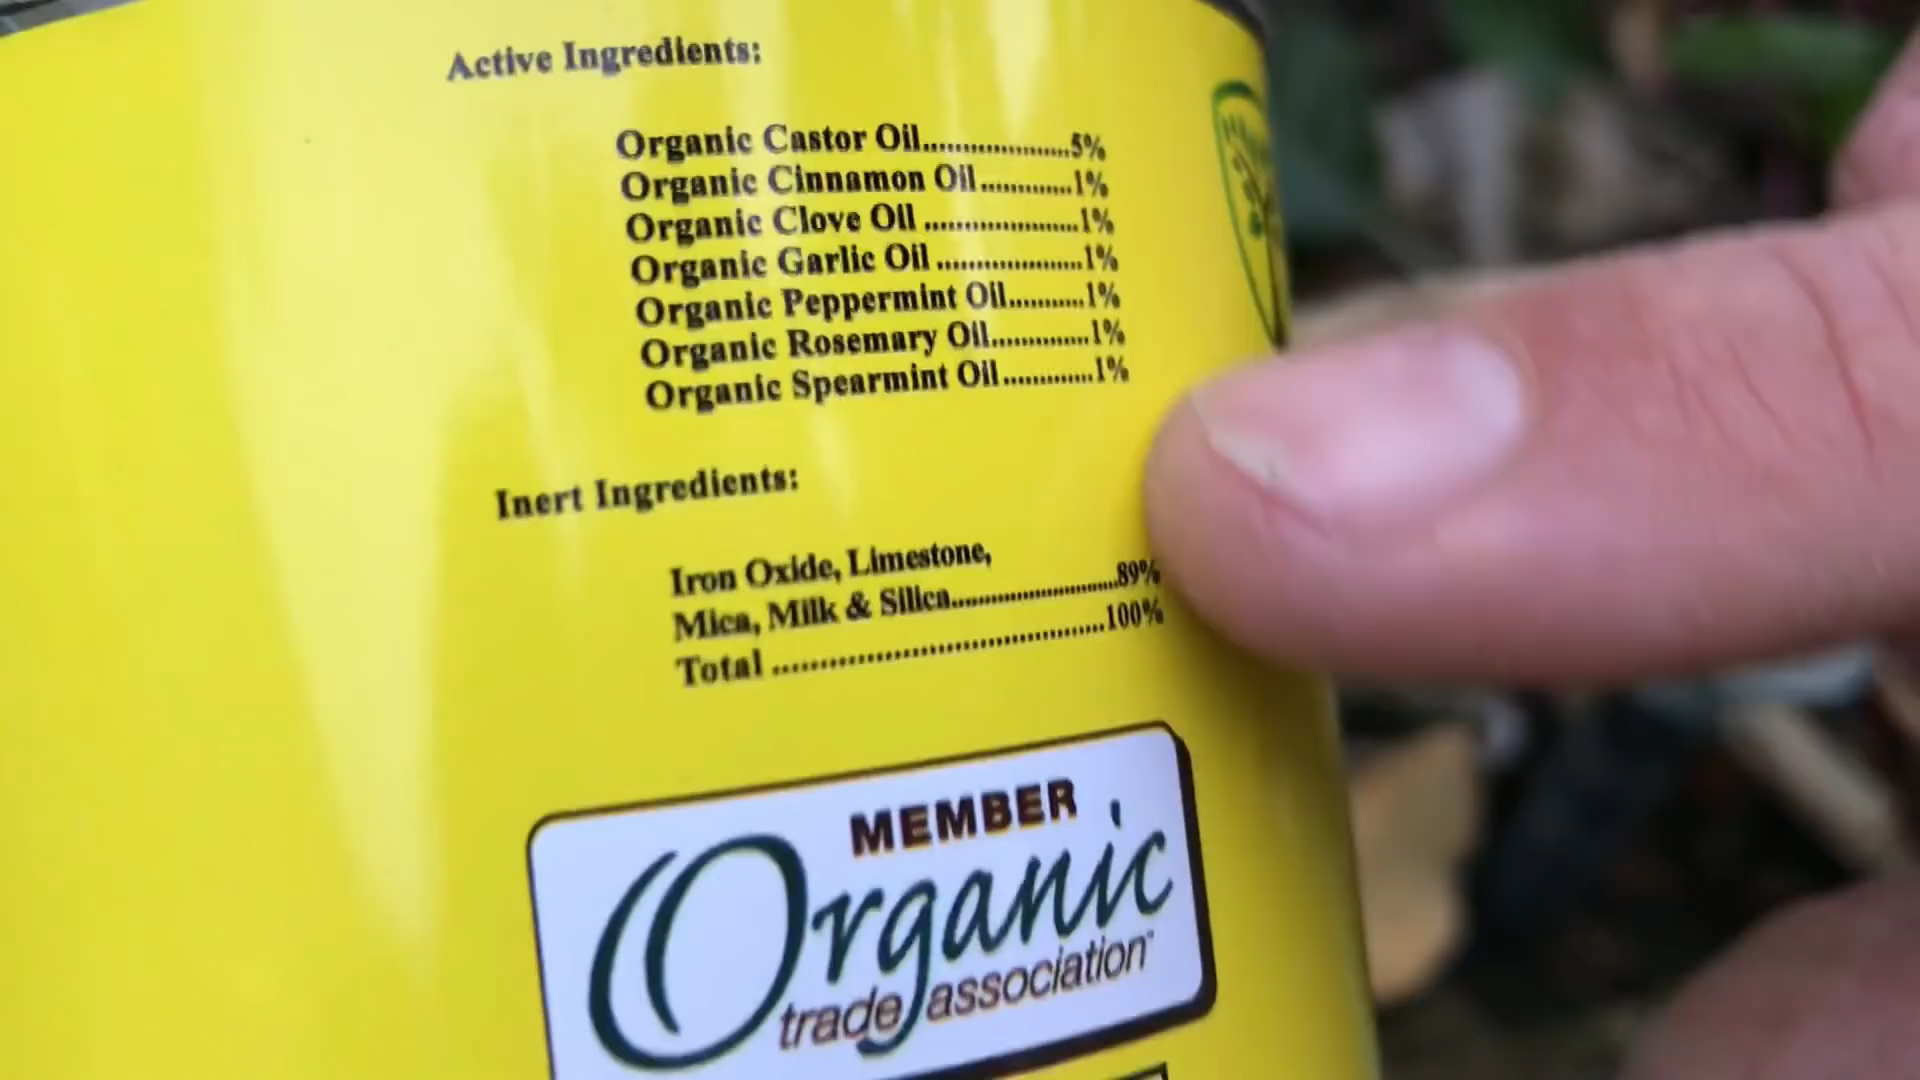 Active Ingredients:
Organic Castor Oil....................5%
Organic Cinnamon Oil.............1%
Organic Clove Oil .....................1%
Organic Garlic Oil ....................1%
Organic Peppermint Oil...........1%
Organic Rosemary Oil..............1%
Organic Spearmint Oil.............1%
Inert Ingredients:
Iron Oxide, Limestone,
Mica, Milk & Silica.........................89%
Total ........................................100%
MEMBER
Organic
trade association